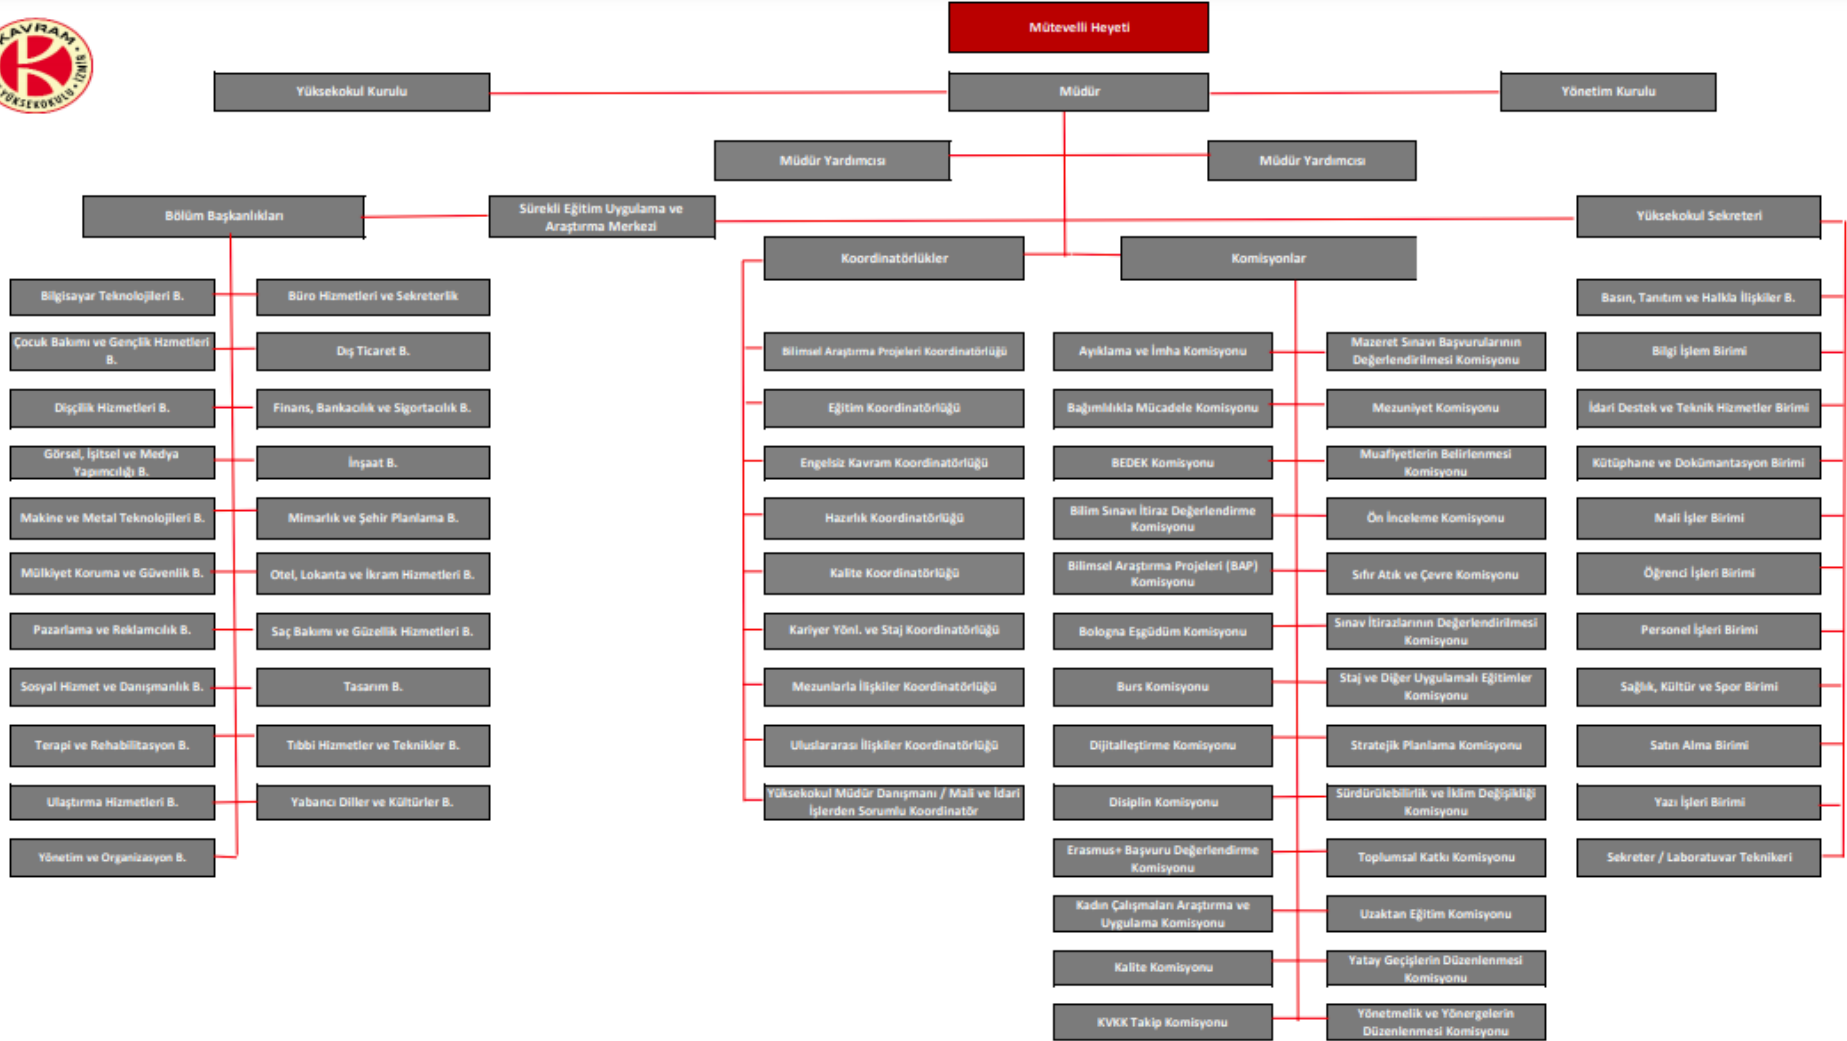 KAVRAM
İZMİR
YÜKSEKOKULU
Mütevelli Heyeti
Yüksekokul Kurulu
Müdür
Yönetim Kurulu
Müdür Yardımcısı
Müdür Yardımcısı
Bölüm Başkanlıkları
Sürekli Eğitim Uygulama ve
Araştırma Merkezi
Yüksekokul Sekreteri
Koordinatörlükler
Komisyonlar
Bilgisayar Teknolojileri B.
Büro Hizmetleri ve Sekreterlik
Çocuk Bakımı ve Gençlik Hzmetleri
B.
Dış Ticaret B.
Dişçilik Hizmetleri B.
Finans, Bankacılık ve Sigortacılık B.
Görsel, İşitsel ve Medya
Yapımcılığı B.
İnşaat B.
Makine ve Metal Teknolojileri B.
Mimarlık ve Şehir Planlama B.
Mülkiyet Koruma ve Güvenlik B.
Otel, Lokanta ve İkram Hizmetleri B.
Pazarlama ve Reklamcılık B.
Saç Bakımı ve Güzellik Hizmetleri B.
Sosyal Hizmet ve Danışmanlık B.
Tasarım B.
Terapi ve Rehabilitasyon B.
Tıbbi Hizmetler ve Teknikler B.
Ulaştırma Hizmetleri B.
Yabancı Diller ve Kültürler B.
Yönetim ve Organizasyon B.
Bilimsel Araştırma Projeleri Koordinatörlüğü
Eğitim Koordinatörlüğü
Engelsiz Kavram Koordinatörlüğü
Hazırlık Koordinatörlüğü
Kalite Koordinatörlüğü
Kariyer Yönl. ve Staj Koordinatörlüğü
Mezunlarla İlişkiler Koordinatörlüğü
Uluslararası İlişkiler Koordinatörlüğü
Yüksekokul Müdür Danışmanı / Mali ve İdari
İşlerden Sorumlu Koordinatör
Ayıklama ve İmha Komisyonu
Mazeret Sınavı Başvurularının
Değerlendirilmesi Komisyonu
Bağımlılıkla Mücadele Komisyonu
Mezuniyet Komisyonu
BEDEK Komisyonu
Muafiyetlerin Belirlenmesi
Komisyonu
Bilim Sınavı İtiraz Değerlendirme
Komisyonu
Ön İnceleme Komisyonu
Bilimsel Araştırma Projeleri (BAP)
Komisyonu
Sıfır Atık ve Çevre Komisyonu
Bologna Eşgüdüm Komisyonu
Sınav İtirazlarının Değerlendirilmesi
Komisyonu
Burs Komisyonu
Staj ve Diğer Uygulamalı Eğitimler
Komisyonu
Dijitalleştirme Komisyonu
Stratejik Planlama Komisyonu
Disiplin Komisyonu
Sürdürülebilirlik ve İklim Değişikliği
Komisyonu
Erasmus+ Başvuru Değerlendirme
Komisyonu
Toplumsal Katkı Komisyonu
Kadın Çalışmaları Araştırma ve
Uygulama Komisyonu
Uzaktan Eğitim Komisyonu
Kalite Komisyonu
Yatay Geçişlerin Düzenlenmesi
Komisyonu
KVKK Takip Komisyonu
Yönetmelik ve Yönergelerin
Düzenlenmesi Komisyonu
Basın, Tanıtım ve Halkla İlişkiler B.
Bilgi İşlem Birimi
İdari Destek ve Teknik Hizmetler Birimi
Kütüphane ve Dokümantasyon Birimi
Mali İşler Birimi
Öğrenci İşleri Birimi
Personel İşleri Birimi
Sağlık, Kültür ve Spor Birimi
Satın Alma Birimi
Yazı İşleri Birimi
Sekreter / Laboratuvar Teknikeri